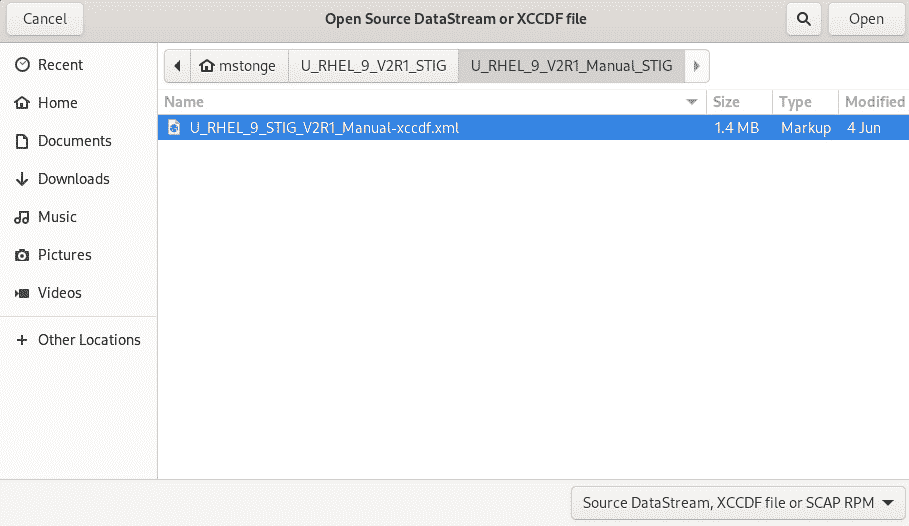 Cancel
Open Source DataStream or XCCDF file
Open
Recent
Home
Documents
Downloads
Music
Pictures
Videos
Other Locations
mstonge
U_RHEL_9_V2R1_STIG
U_RHEL_9_V2R1_Manual_STIG
Name Size Type Modified
U_RHEL_9_STIG_V2R1_Manual-xccdf.xml 1.4 MB Markup 4 Jun
Source DataStream, XCCDF file or SCAP RPM